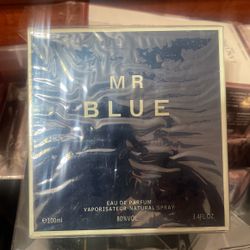 MR
BLUE
EAU DE PARFUM
VAPORISATEUR-NATURAL SPRAY
℮100ml 80%VOL. 3.4FL.OZ